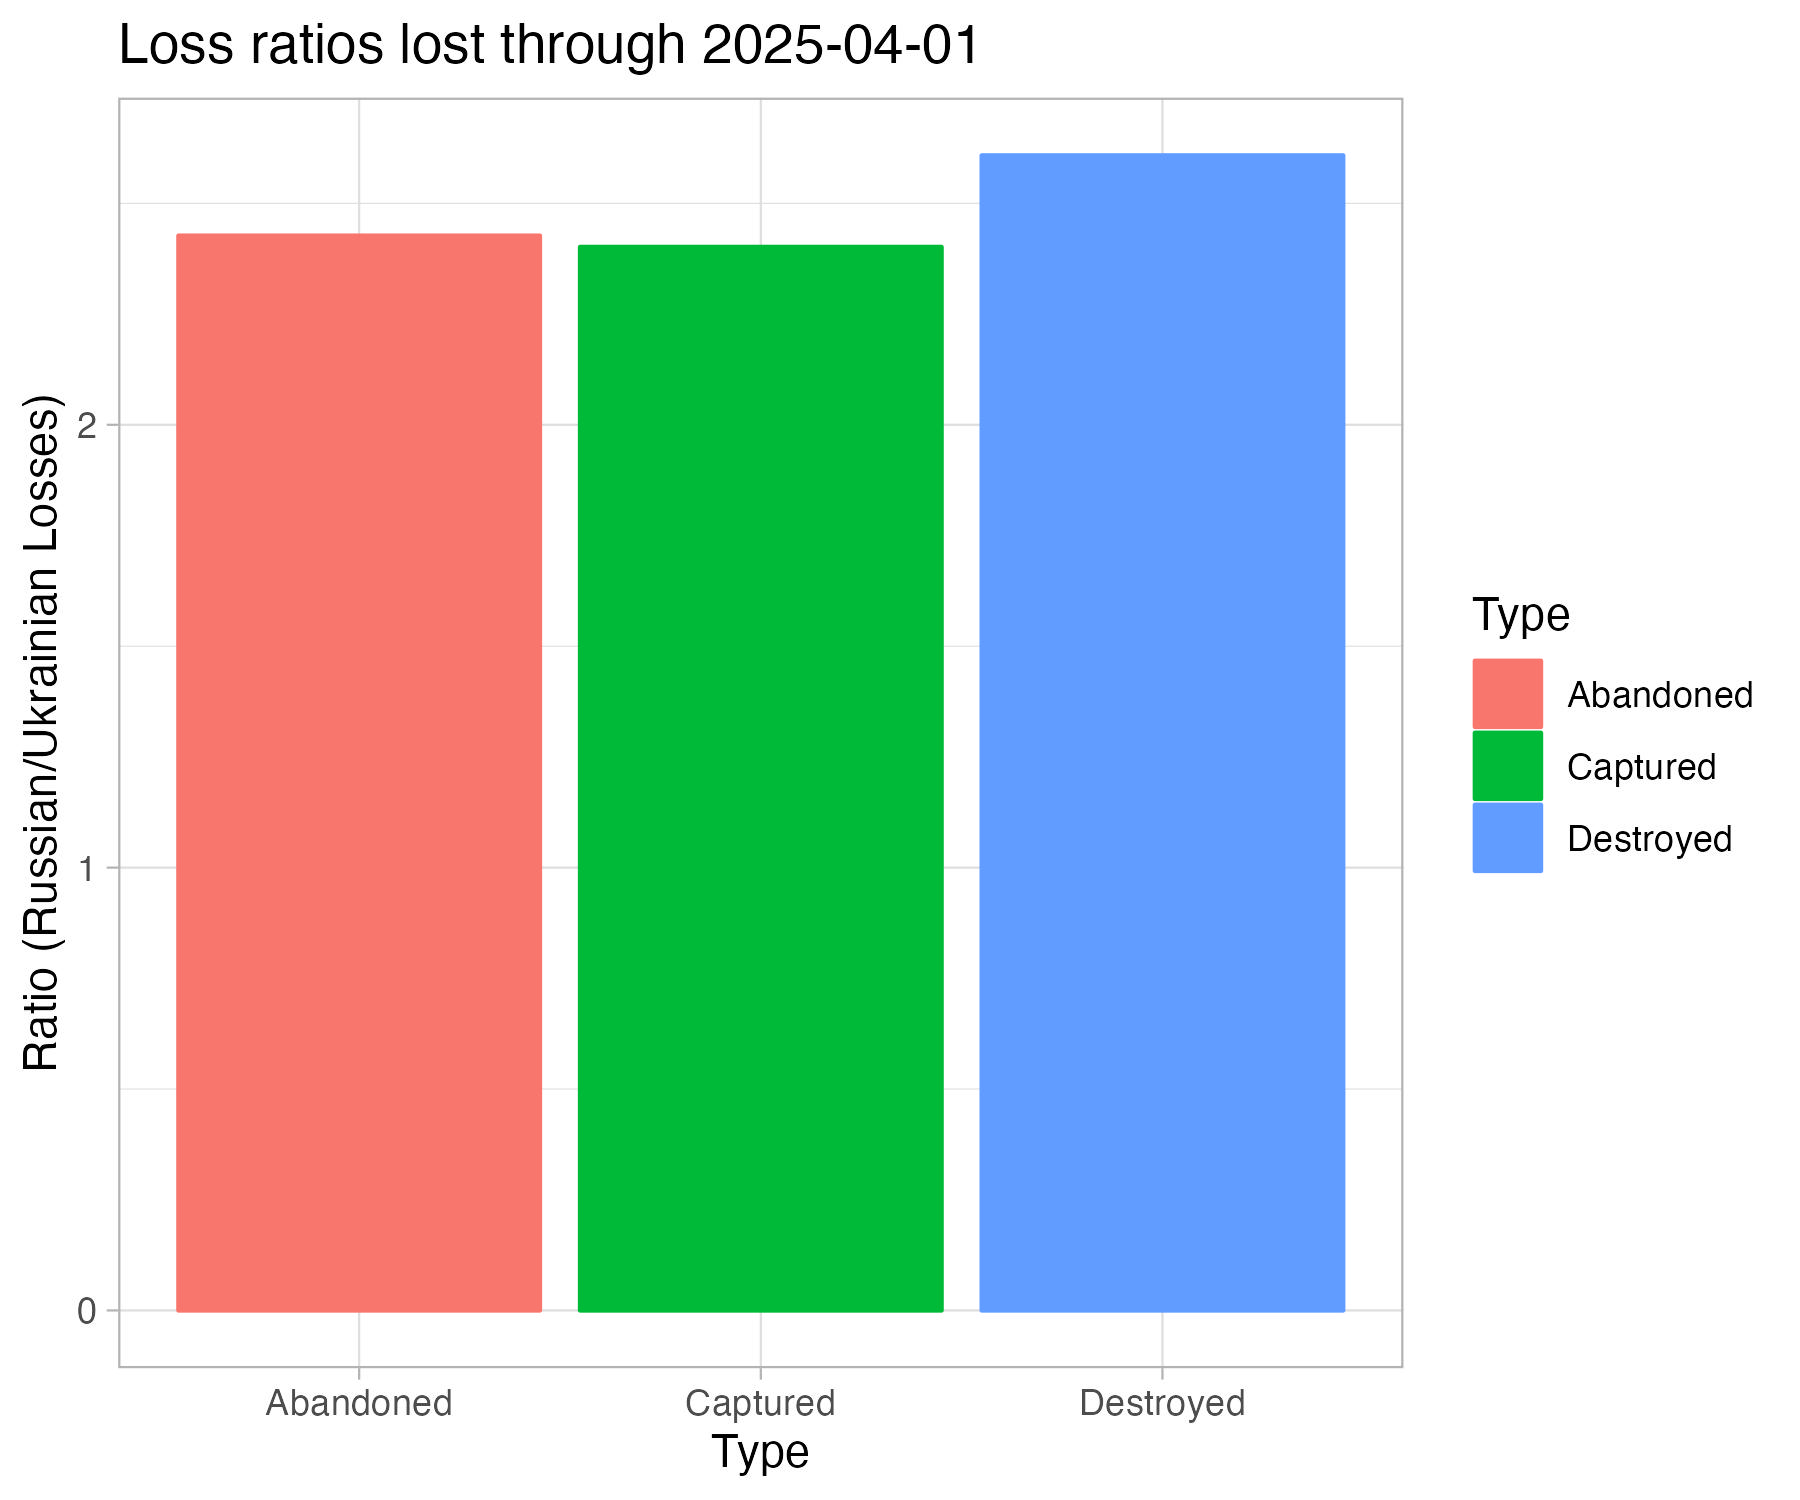 Loss ratios lost through 2025-04-01
Ratio (Russian/Ukrainian Losses)
2
1
0
Abandoned
Captured
Destroyed
Type
Type
Abandoned
Captured
Destroyed